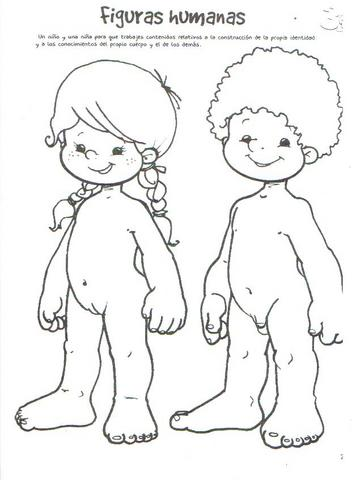 Figuras humanas
Un niño y una niña para que trabajes contenidos relativos a la construcción de la propia identidad
y a los conocimientos del propio cuerpo y el de los demás.